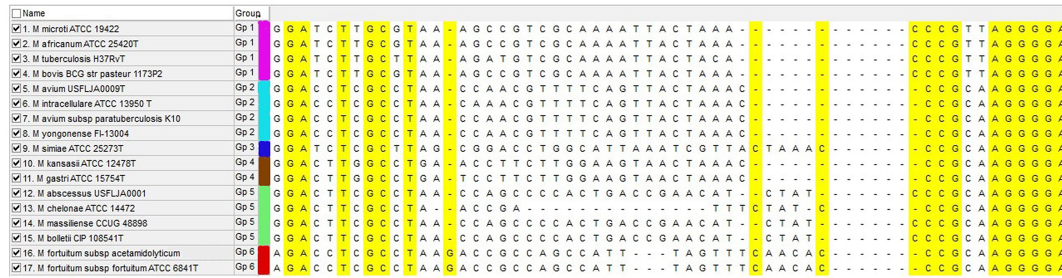 Name Group
1. M microti ATCC 19422 Gp 1 G G A T C T T G C G T A A - A G C C G T C G C A A A A T T A C T A A A - - - - - - - - - - - - - C C C G T T A G G G G A
2. M africanum ATCC 25420T Gp 1 G G A T C T T G C G T A A - A G C C G T C G C A A A A T T A C T A A A - - - - - - - - - - - - - C C C G T T A G G G G A
3. M tuberculosis H37RvT Gp 1 G G A T C T T G C T T A A - A G A T G T C G C A A A A T T A C T A C A - - - - - - - - - - - - - C C C G T T A G G G G A
4. M bovis BCG str pasteur 1173P2 Gp 1 G G A T C T T G C G T A A - A G C C G T C G C A A A A T T A C T A A A - - - - - - - - - - - - - C C C G T T A G G G G A
5. M avium USFLJA0009T Gp 2 G G A C C T C G C C T A A - C C A A C G T T T T C A G T T A C T A A A C - - - - - - - - - - - - - C C G C A A G G G G A
6. M intracellulare ATCC 13950 T Gp 2 G G A C C T C G C C T A A - C A A A C G T T T T C A G T T A C T A A A C - - - - - - - - - - - - - C C G C A A G G G G A
7. M avium subsp paratuberculosis K10 Gp 2 G G A C C T C G C C T A A - C C A A C G T T T T C A G T T A C T A A A C - - - - - - - - - - - - - C C G C A A G G G G A
8. M yongonense FI-13004 Gp 2 G G A C C T C G C C T A A - C C A A C G T T T T C A G T T A C T A A A C - - - - - - - - - - - - - C C G C A A G G G G A
9. M simiae ATCC 25273T Gp 3 G G A T C T C G C T T A G - C G G A C C T G G C A T T A A A T C G T T A C T A A A C - - - - - - - C C G C A A G G G G A
10. M kansasii ATCC 12478T Gp 4 G G A C T T G G C C T G A - A C C T T C T T G G A A G T A A C T A A A C - - - - - - - - - - - - - C C G C A A G G G G A
11. M gastri ATCC 15754T Gp 4 G G A C T T G G C C T G A - T C C T T C T T G G A A G T A A C T A A A C - - - - - - - - - - - - - C C G C A A G G G G A
12. M abscessus USFLJA0001 Gp 5 G G A C T T C G C C T A A - C C A G C C C C A C T G A C C G A A C A T - - C T A T - - - - - - - C C C G C A A G G G G A
13. M chelonae ATCC 14472 Gp 5 G G A C T T C G C C T A - - A C C G A - - - - - - - - - - - - - - T T T C T A T - C - - - - - - C C C G C A A G G G G A
14. M massiliense CCUG 48898 Gp 5 G G A C T T C G C C T A A - C C A G C C C C A C T G A C C G A A C A T - - C T A T - - - - - - - C C C G C A A G G G G A
15. M bolletii CIP 108541T Gp 5 G G A C T T C G C C T A A - C C A G C C C C A C T G A C C G A A C A T - - C T A T - - - - - - - C C C G C A A G G G G A
16. M fortuitum subsp acetamidolyticum Gp 6 A G A C C T C G C C T A A G A C C G C C A G C C A T T - - - T A G T T T C A A C A C - - - - - - - C C G C A A G G G G A
17. M fortuitum subsp fortuitum ATCC 6841T Gp 6 A G A C C T C G C C T A A G A C C G C C A G C C A T T - - - T A G T T T C A A C A C - - - - - - - C C G C A A G G G G A